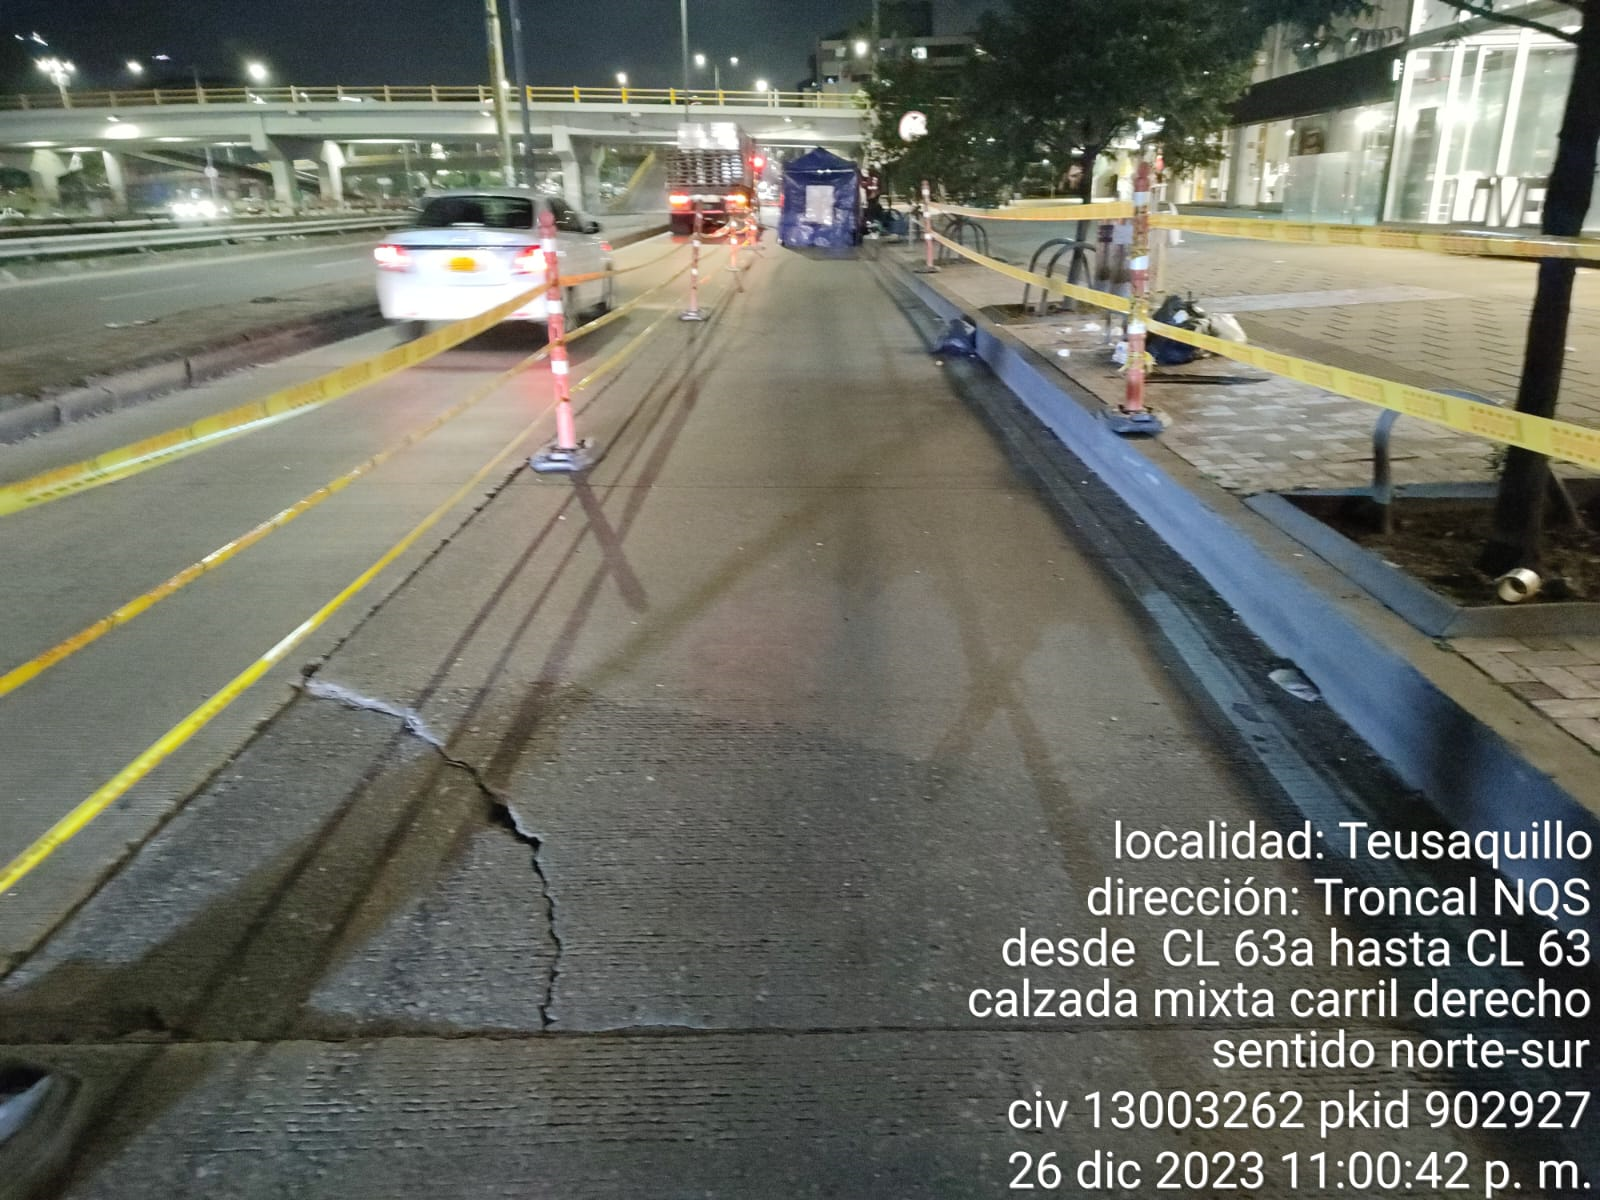 LOVE
localidad: Teusaquillo
dirección: Troncal NQS
desde  CL 63a hasta CL 63
calzada mixta carril derecho
sentido norte-sur
civ 13003262 pkid 902927
26 dic 2023 11:00:42 p. m.